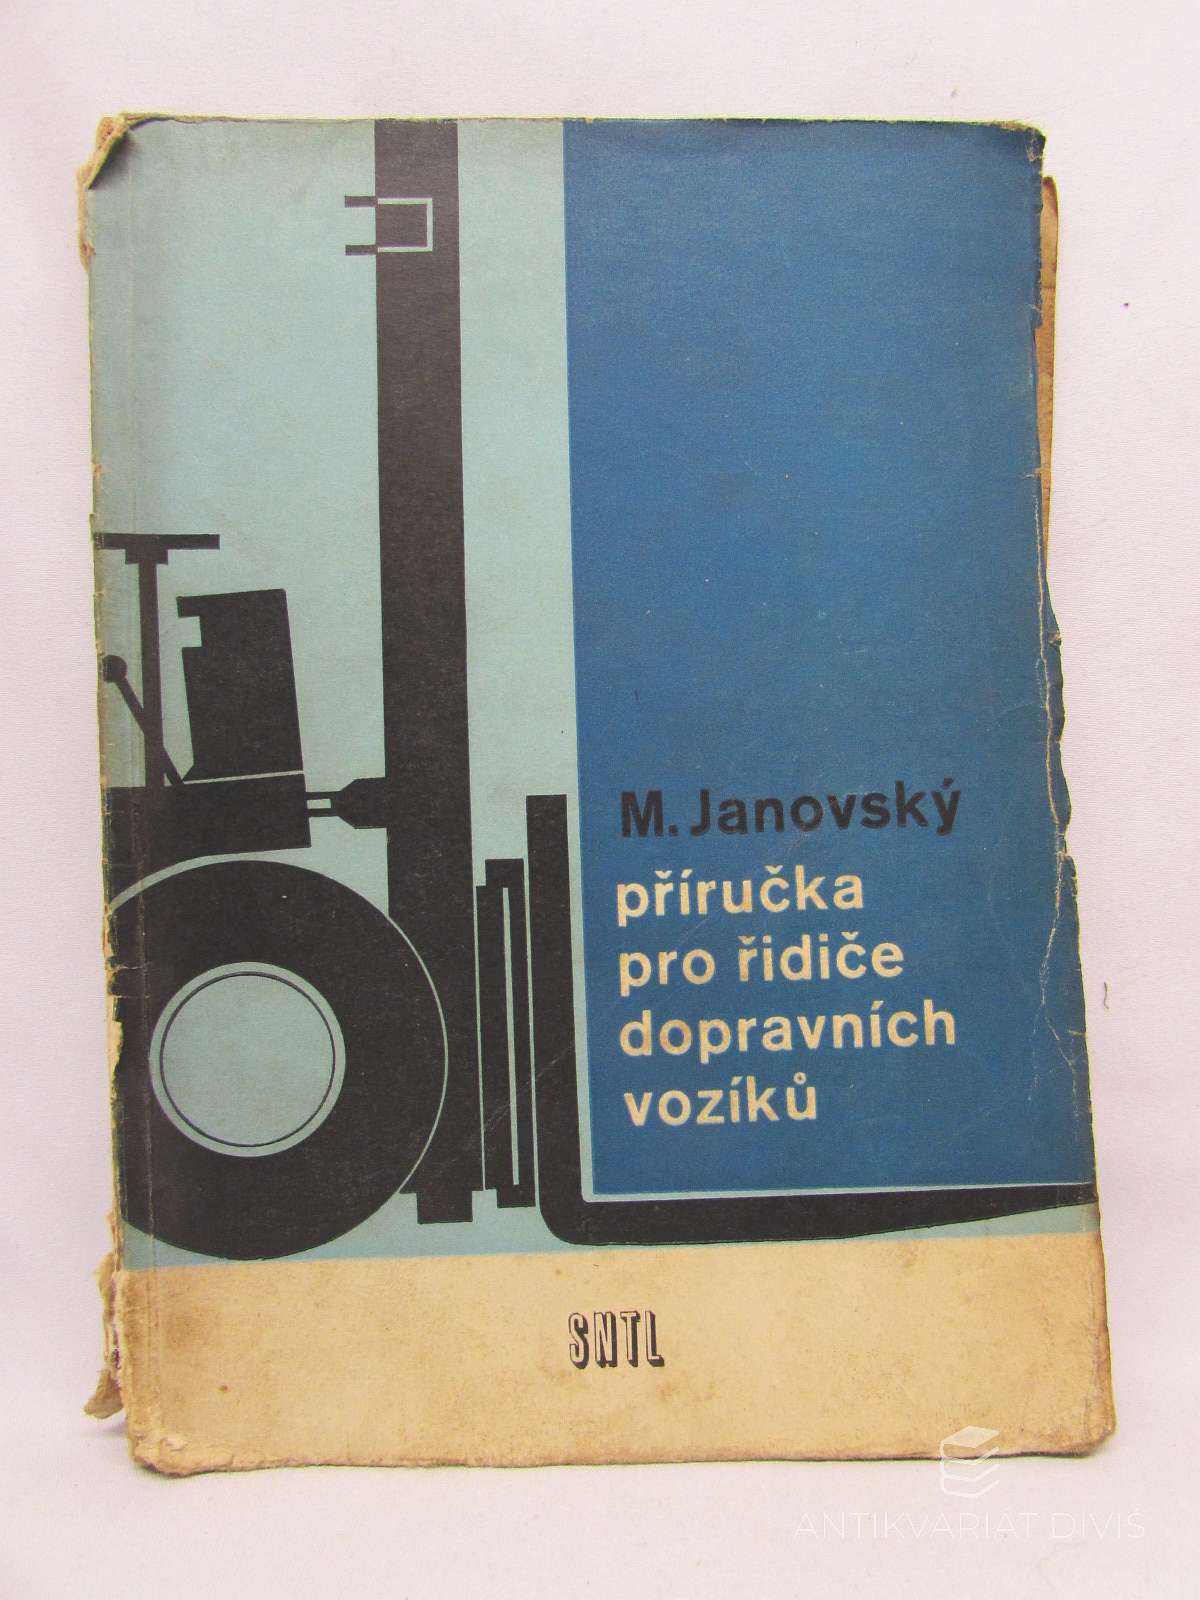 M. Janovský
příručka
pro řidiče
dopravních
vozíků
SNTL
ANTIKVARIÁT DIVIŠ